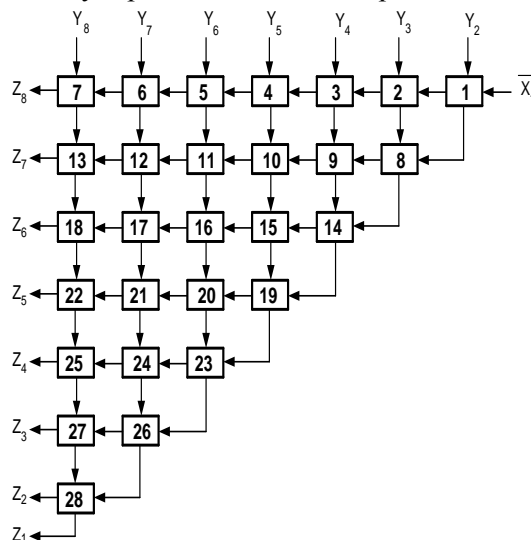 Y8 Y7 Y6 Y5 Y4 Y3 Y2
Z8 7 6 5 4 3 2 1 X̅
Z7 13 12 11 10 9 8
Z6 18 17 16 15 14
Z5 22 21 20 19
Z4 25 24 23
Z3 27 26
Z2 28
Z1